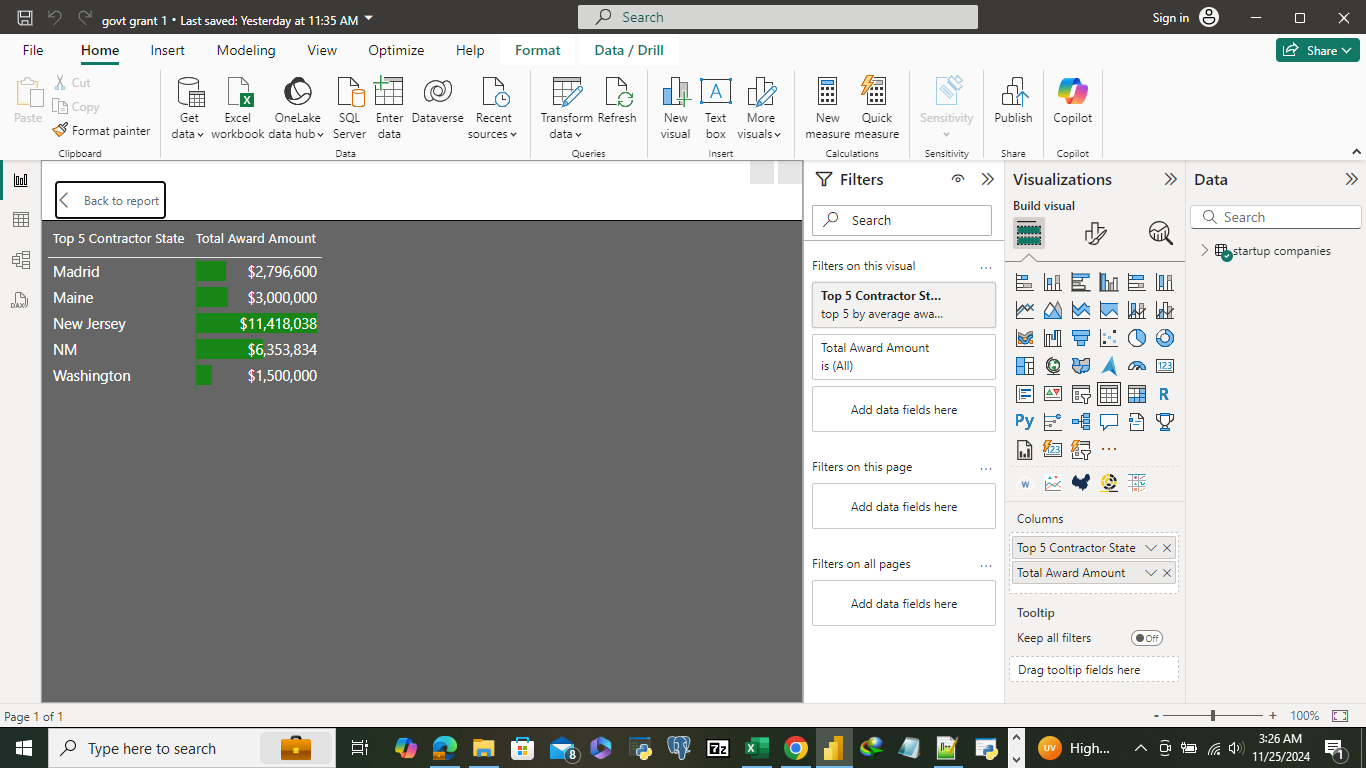 govt grant 1 • Last saved: Yesterday at 11:35 AM
Search
Sign in
File Home Insert Modeling View Optimize Help Format Data / Drill
Share
Paste
Cut
Copy
Format painter
Clipboard
Get data
Excel workbook
OneLake data hub
SQL Server
Enter data
Dataverse
Recent sources
Data
Transform data
Refresh
Queries
New visual
Text box
More visuals
Insert
New measure
Quick measure
Calculations
Sensitivity
Sensitivity
Publish
Share
Copilot
Copilot
Back to report
Top 5 Contractor State Total Award Amount
Madrid $2,796,600
Maine $3,000,000
New Jersey $11,418,038
NM $6,353,834
Washington $1,500,000
Filters
Search
Filters on this visual
Top 5 Contractor St...
top 5 by average awa...
Total Award Amount
is (All)
Add data fields here
Filters on this page
Add data fields here
Filters on all pages
Add data fields here
Visualizations
Build visual
123
R
Py
123
W
Columns
Top 5 Contractor State
Total Award Amount
Tooltip
Keep all filters
Off
Drag tooltip fields here
Data
Search
startup companies
DAX
Page 1 of 1
- + 100%
Type here to search
8
7z
UV High...
3:26 AM
11/25/2024
1